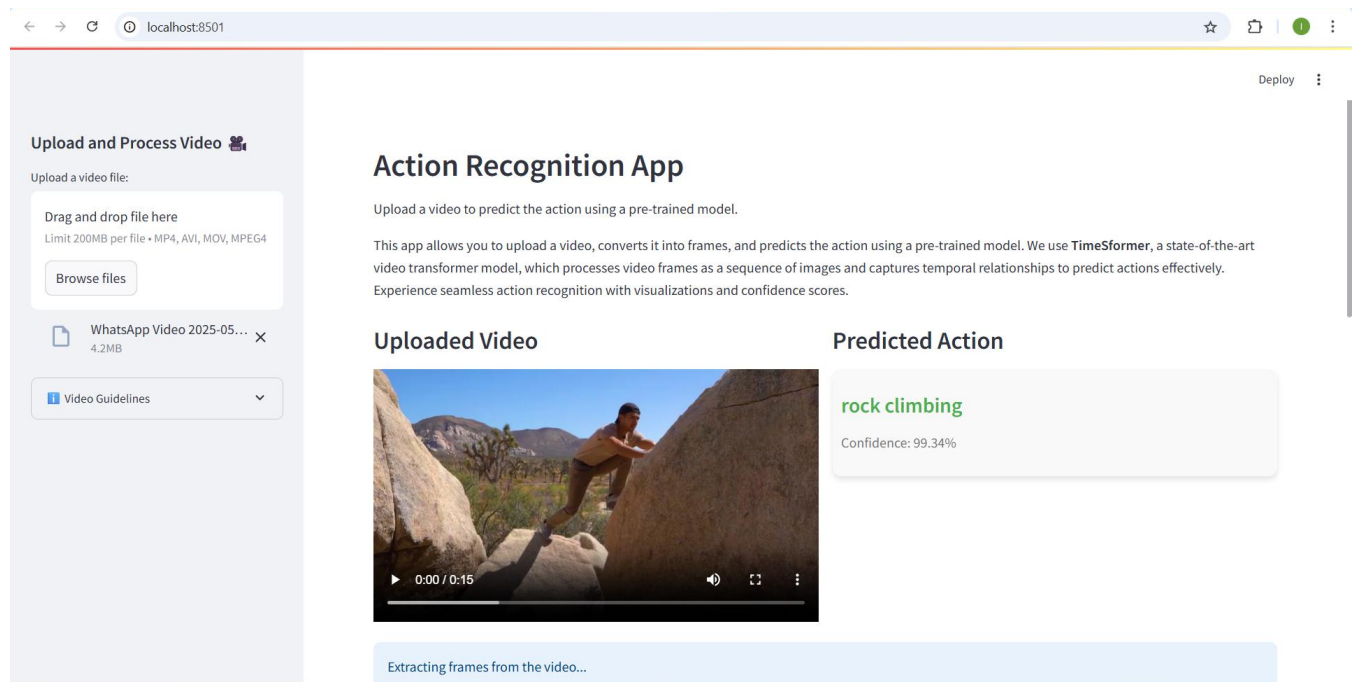 localhost:8501
Deploy
Upload and Process Video
Upload a video file:
Drag and drop file here
Limit 200MB per file • MP4, AVI, MOV, MPEG4
Browse files
WhatsApp Video 2025-05...
4.2MB
Video Guidelines
Action Recognition App
Upload a video to predict the action using a pre-trained model.
This app allows you to upload a video, converts it into frames, and predicts the action using a pre-trained model. We use TimeSformer, a state-of-the-art
video transformer model, which processes video frames as a sequence of images and captures temporal relationships to predict actions effectively.
Experience seamless action recognition with visualizations and confidence scores.
Uploaded Video
0:00 / 0:15
Predicted Action
rock climbing
Confidence: 99.34%
Extracting frames from the video...